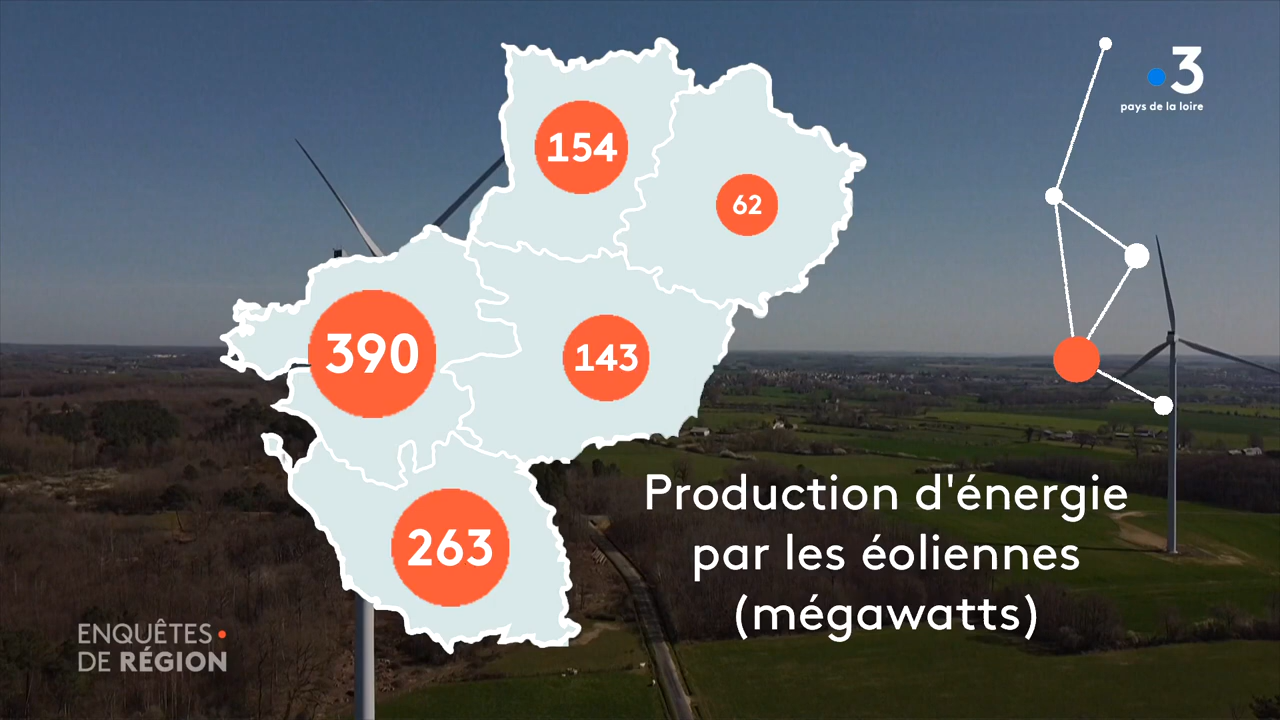 3
pays de la loire
154
62
390
143
263
Production d'énergie
par les éoliennes
(mégawatts)
ENQUÊTES
DE RÉGION